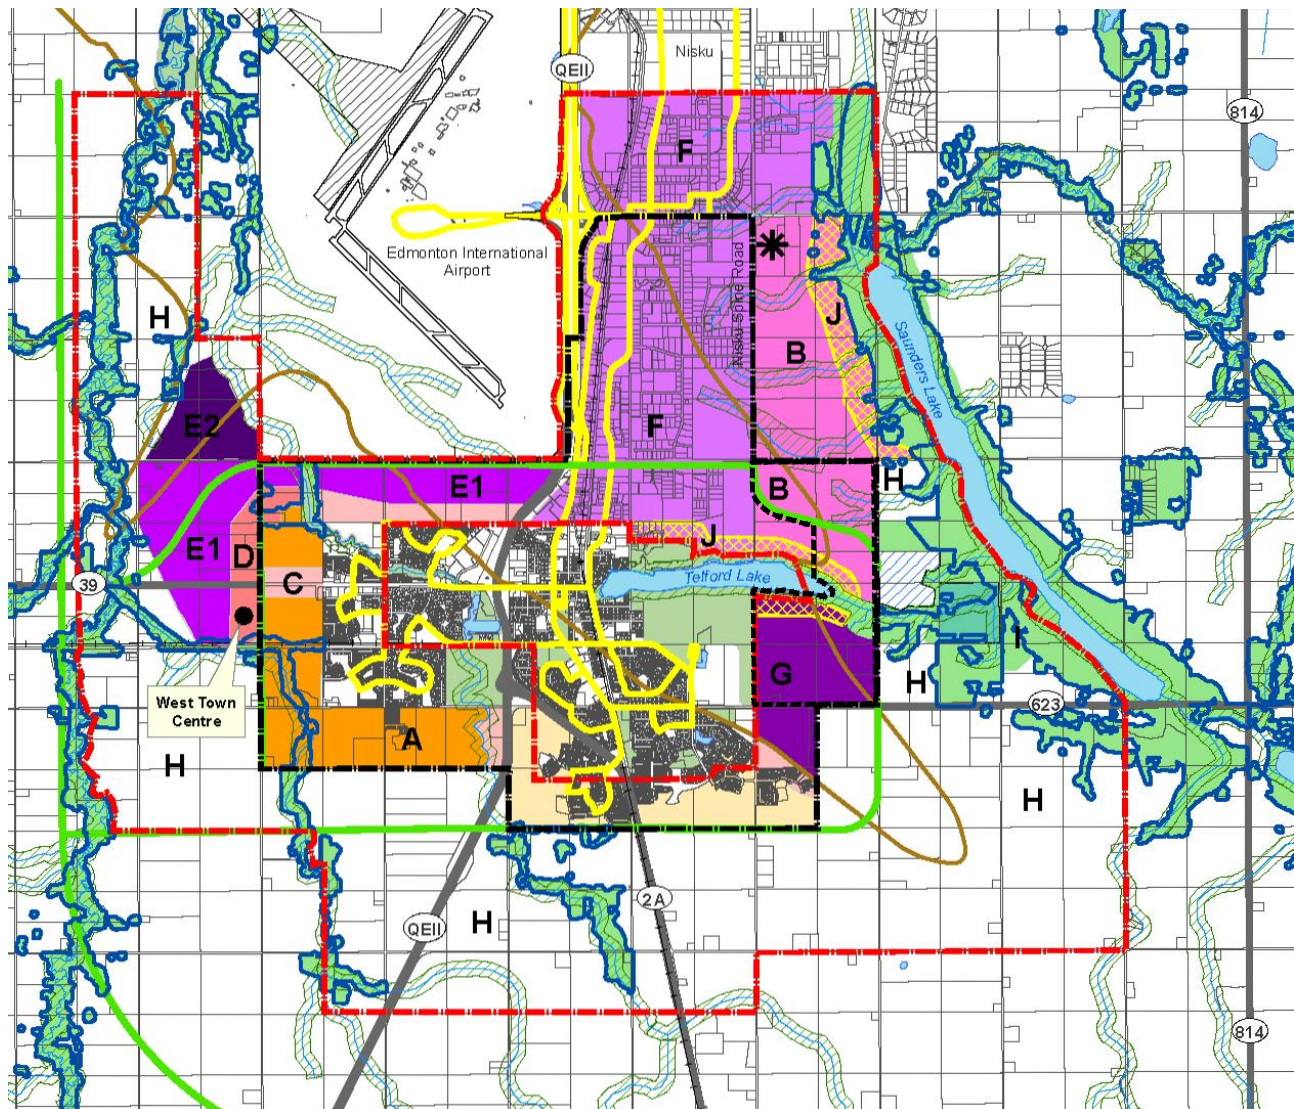 Nisku
QEII
814
F
Edmonton International
Airport
Nisku Spine Road
H
J
Saunders Lake
B
E2
F
E1
B
H
E1
D
J
39
C
Telford Lake
I
G
H
West Town
Centre
623
A
H
H
2A
QEII
H
814